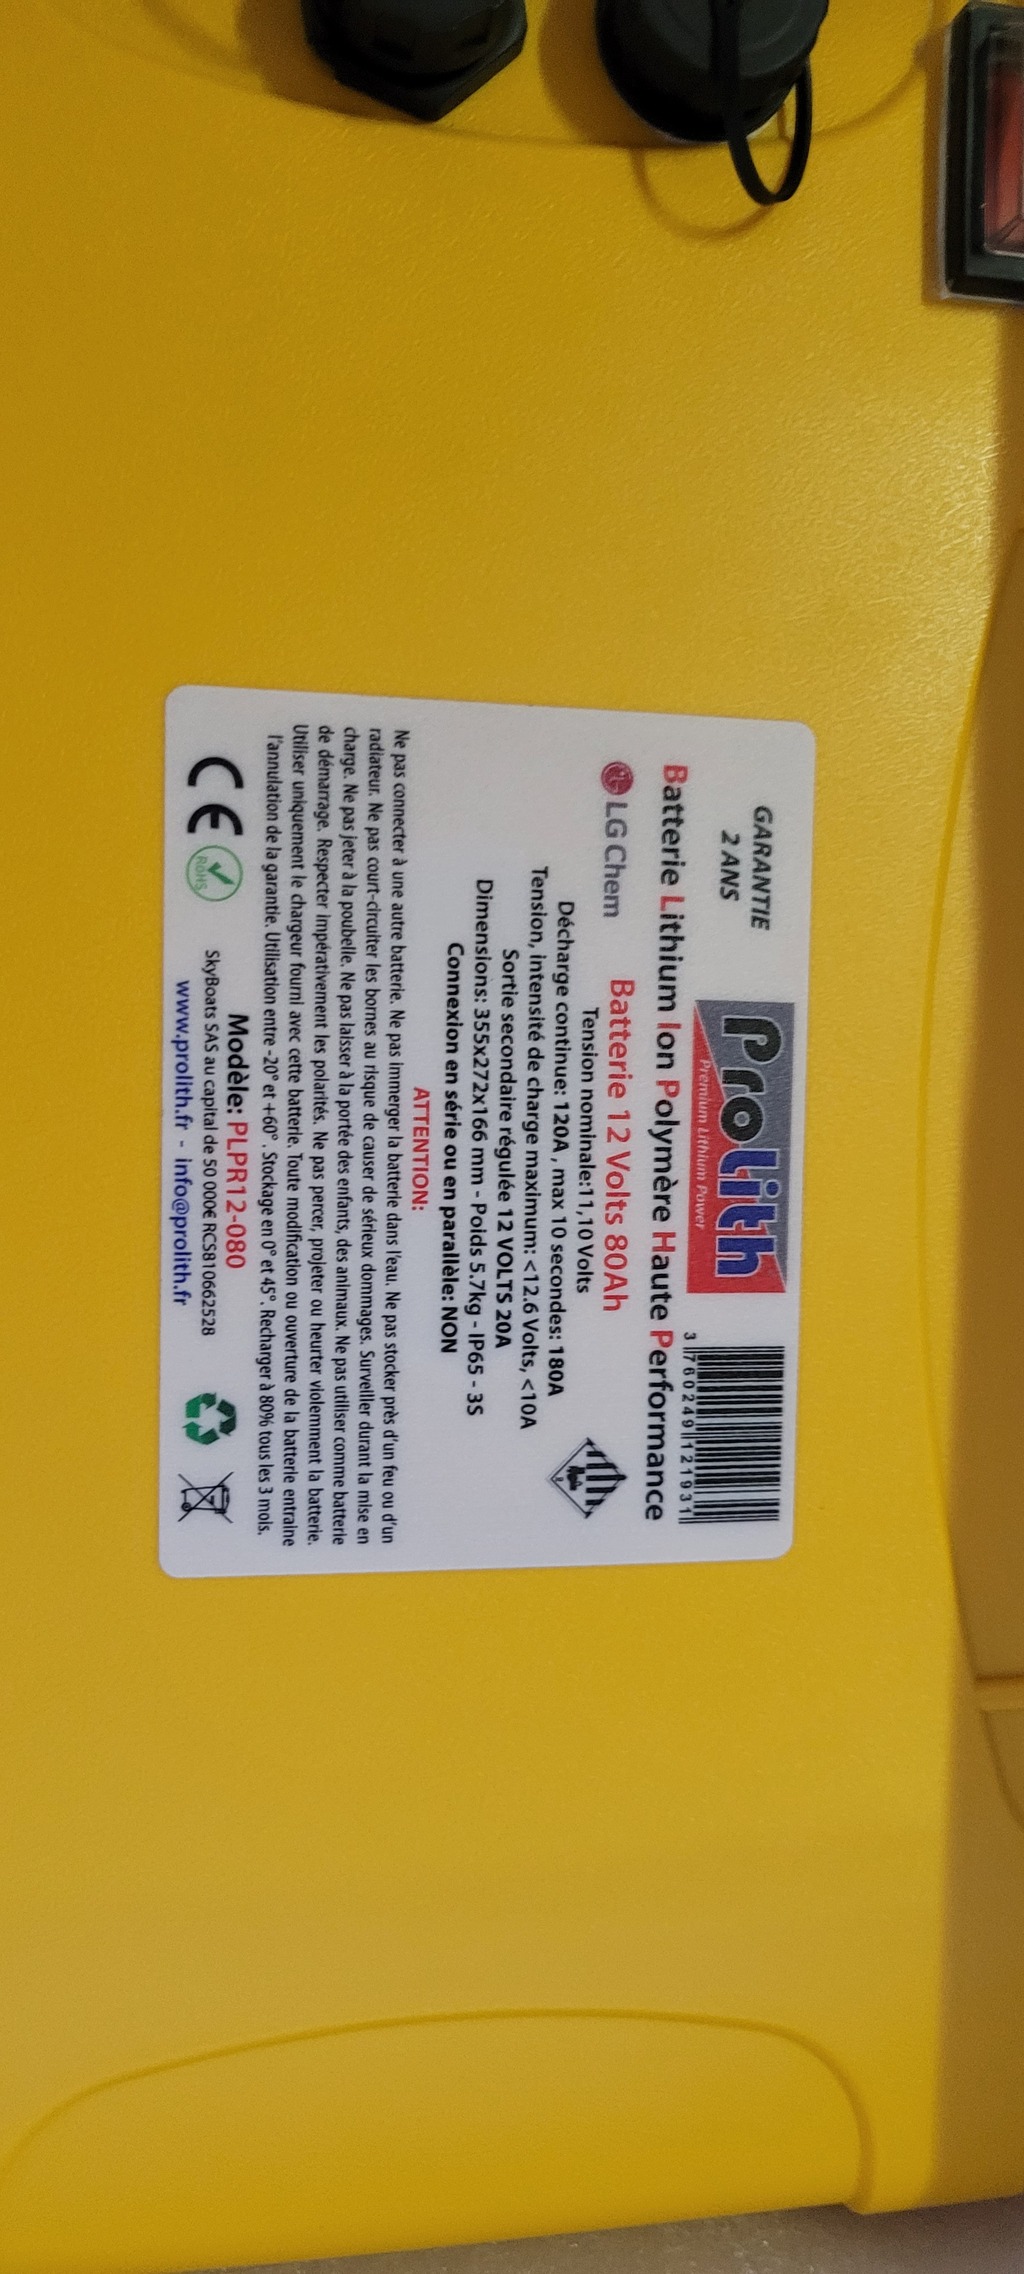 GARANTIE
2 ANS
Prolith
Premium Lithium Power
3 760249 121931
Batterie Lithium Ion Polymère Haute Performance
LG Chem
Batterie 12 Volts 80Ah
Tension nominale:11,10 Volts
Décharge continue: 120A , max 10 secondes: 180A
Tension, intensité de charge maximum: <12.6 Volts, <10A
Sortie secondaire régulée 12 VOLTS 20A
Dimensions: 355x272x166 mm - Poids 5.7kg - IP65 - 3S
Connexion en série ou en parallèle: NON
ATTENTION:
Ne pas connecter à une autre batterie. Ne pas immerger la batterie dans l'eau. Ne pas stocker près d'un feu ou d'un
radiateur. Ne pas court-circuiter les bornes au risque de causer de sérieux dommages. Surveiller durant la mise en
charge. Ne pas jeter à la poubelle. Ne pas laisser à la portée des enfants, des animaux. Ne pas utiliser comme batterie
de démarrage. Respecter impérativement les polarités. Ne pas percer, projeter ou heurter violemment la batterie.
Utiliser uniquement le chargeur fourni avec cette batterie. Toute modification ou ouverture de la batterie entraine
l'annulation de la garantie. Utilisation entre -20° et +60° . Stockage en 0° et 45° . Recharger à 80% tous les 3 mois.
CE
RoHS
Modèle: PLPR12-080
SkyBoats SAS au capital de 50 000€ RCS810662528
www.prolith.fr - info@prolith.fr